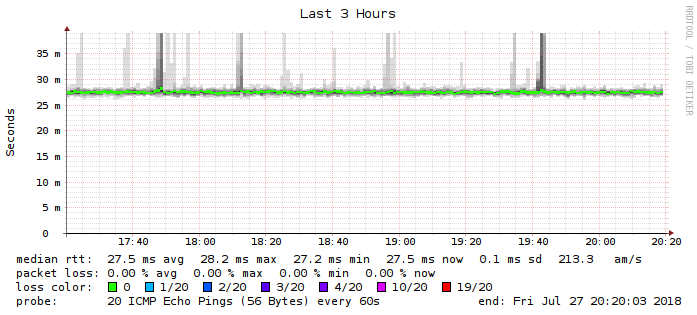 Last 3 Hours
RRDTOOL / TOBI OETIKER
Seconds
35 m
30 m
25 m
20 m
15 m
10 m
5 m
0
17:40 18:00 18:20 18:40 19:00 19:20 19:40 20:00 20:20
median rtt: 27.5 ms avg 28.2 ms max 27.2 ms min 27.5 ms now 0.1 ms sd 213.3 am/s
packet loss: 0.00 % avg 0.00 % max 0.00 % min 0.00 % now
loss color: 0 1/20 2/20 3/20 4/20 10/20 19/20
probe: 20 ICMP Echo Pings (56 Bytes) every 60s end: Fri Jul 27 20:20:03 2018